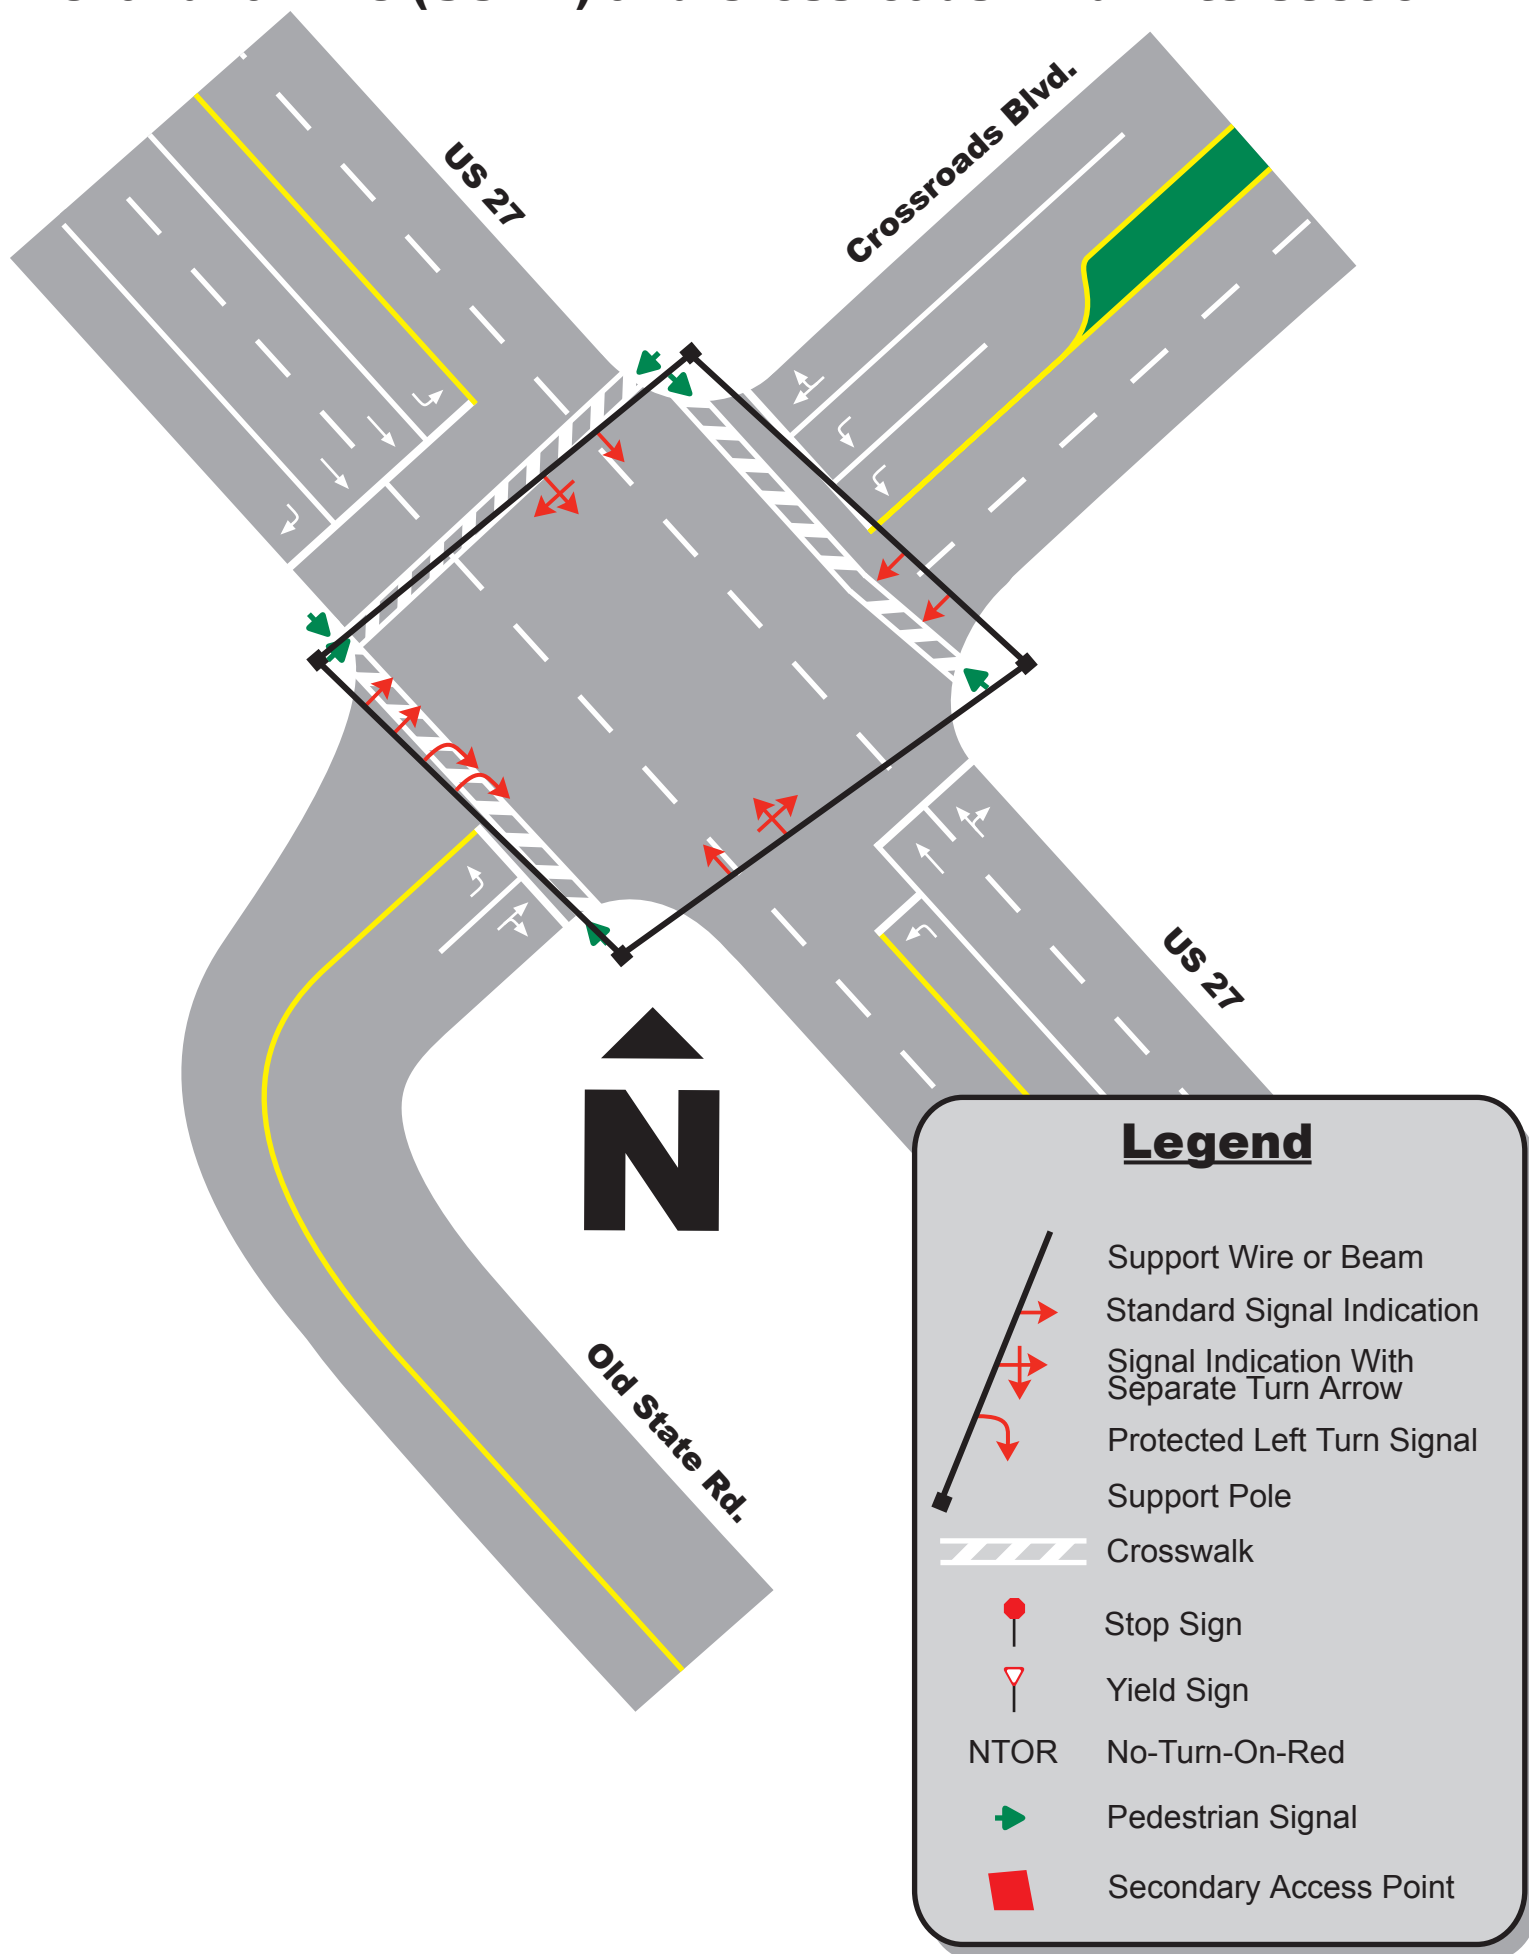 US 27
Crossroads Blvd.
US 27
N
Old State Rd.
Legend
Support Wire or Beam
Standard Signal Indication
Signal Indication With
Separate Turn Arrow
Protected Left Turn Signal
Support Pole
Crosswalk
Stop Sign
Yield Sign
NTOR No-Turn-On-Red
Pedestrian Signal
Secondary Access Point